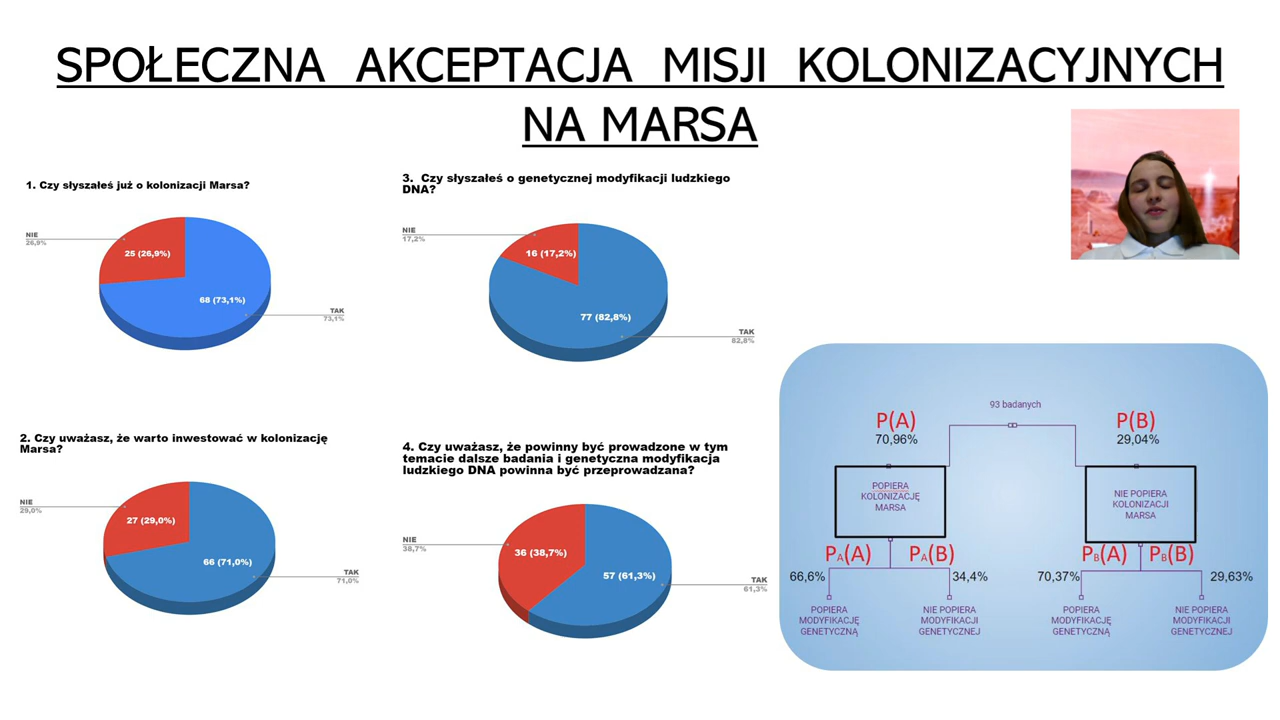 SPOŁECZNA AKCEPTACJA MISJI KOLONIZACYJNYCH
NA MARSA
1. Czy słyszałeś już o kolonizacji Marsa?
NIE
26,9%
25 (26,9%)
68 (73,1%)
TAK
73,1%
2. Czy uważasz, że warto inwestować w kolonizację
Marsa?
NIE
29,0%
27 (29,0%)
66 (71,0%)
TAK
71,0%
3. Czy słyszałeś o genetycznej modyfikacji ludzkiego
DNA?
NIE
17,2%
16 (17,2%)
77 (82,8%)
TAK
82,8%
4. Czy uważasz, że powinny być prowadzone w tym
temacie dalsze badania i genetyczna modyfikacja
ludzkiego DNA powinna być przeprowadzana?
NIE
38,7%
36 (38,7%)
57 (61,3%)
TAK
61,3%
93 badanych
P(A)
70,96%
P(B)
29,04%
POPIERA
KOLONIZACJĘ
MARSA
NIE POPIERA
KOLONIZACJI
MARSA
PA(A) PA(B)
PB(A) PB(B)
66,6%
34,4%
70,37%
29,63%
POPIERA
MODYFIKACJĘ
GENETYCZNĄ
NIE POPIERA
MODYFIKACJI
GENETYCZNEJ
POPIERA
MODYFIKACJĘ
GENETYCZNĄ
NIE POPIERA
MODYFIKACJI
GENETYCZNEJ